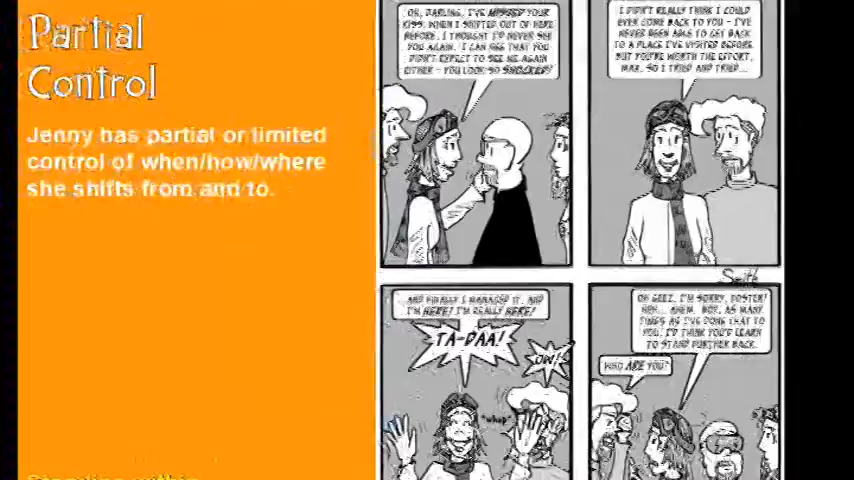 Partial
Control
Jenny has partial or limited
control of when/how/where
she shifts from and to.
OH, DARLING, I'VE MISSED YOUR
KISS. WHEN I SHIFTED OUT OF HERE
BEFORE, I THOUGHT I'D NEVER SEE
YOU AGAIN. I CAN SEE THAT YOU
DIDN'T EXPECT TO SEE ME AGAIN
EITHER - YOU LOOK SO SHOCKED!
I DIDN'T REALLY THINK I COULD
EVER COME BACK TO YOU - I'VE
NEVER BEEN ABLE TO GET BACK
TO A PLACE I'VE VISITED BEFORE.
BUT YOU'RE WORTH THE EFFORT,
MAX. SO I TRIED AND TRIED...
Smith
AND FINALLY I MANAGED IT, AND
I'M HERE! I'M REALLY HERE!
TA-DAA!
OW!
*whap*
OH GEEZ, I'M SORRY, FOSTER!
AHEM. BOY, AS MANY
TIMES AS I'VE DONE THAT TO
YOU, I'D THINK YOU'D LEARN
TO STAND FURTHER BACK.
WHO ARE YOU?